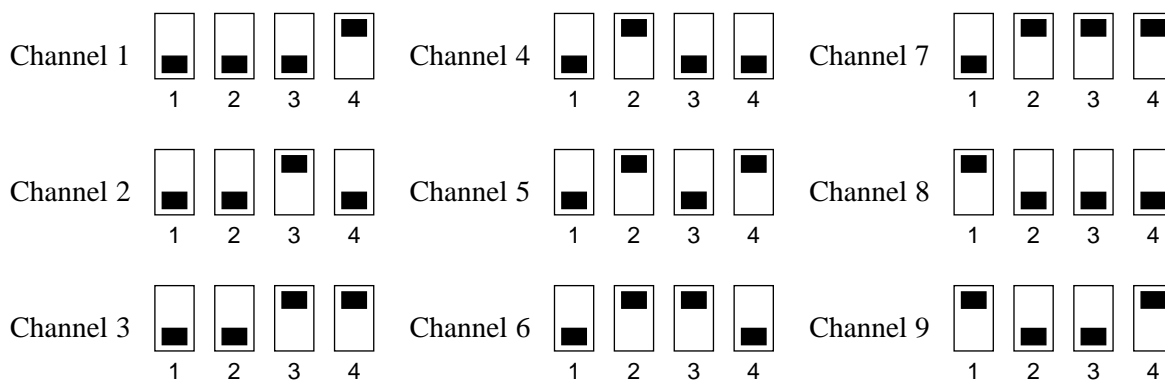 Channel 1 Channel 4 Channel 7
1 2 3 4 1 2 3 4 1 2 3 4
Channel 2 Channel 5 Channel 8
1 2 3 4 1 2 3 4 1 2 3 4
Channel 3 Channel 6 Channel 9
1 2 3 4 1 2 3 4 1 2 3 4